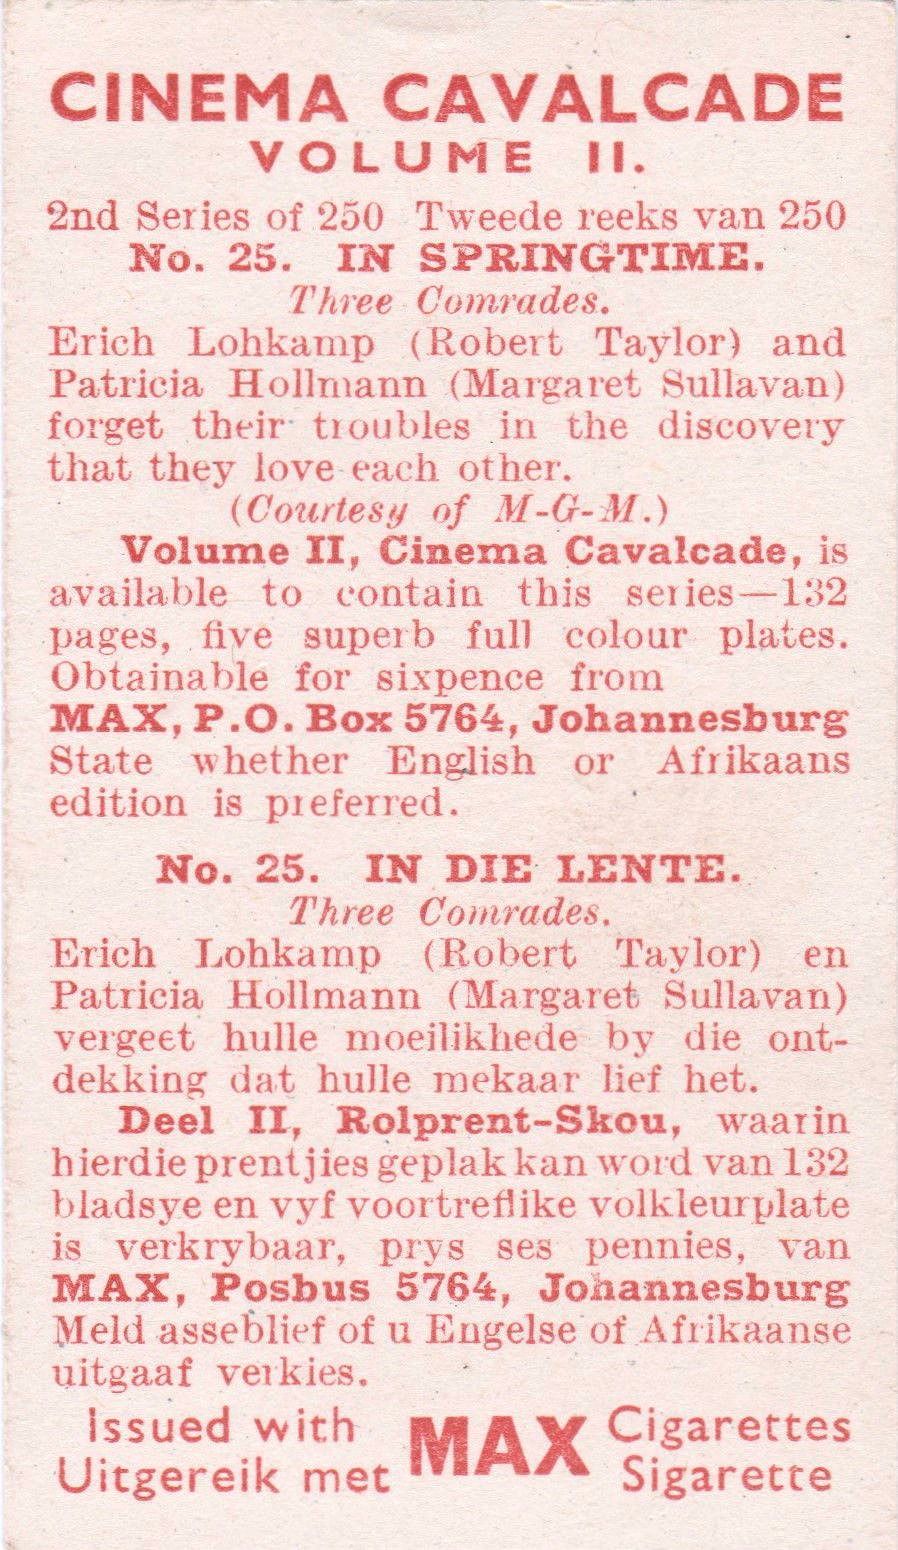 CINEMA CAVALCADE
VOLUME II.
2nd Series of 250 Tweede reeks van 250
No. 25. IN SPRINGTIME.
Three Comrades.
Erich Lohkamp (Robert Taylor) and
Patricia Hollmann (Margaret Sullavan)
forget their troubles in the discovery
that they love each other.
(Courtesy of M-G-M.)
Volume II, Cinema Cavalcade, is
available to contain this series—132
pages, five superb full colour plates.
Obtainable for sixpence from
MAX, P.O. Box 5764, Johannesburg
State whether English or Afrikaans
edition is preferred.
No. 25. IN DIE LENTE.
Three Comrades.
Erich Lohkamp (Robert Taylor) en
Patricia Hollmann (Margaret Sullavan)
vergeet hulle moeilikhede by die ont-
dekking dat hulle mekaar lief het.
Deel II, Rolprent-Skou, waarin
hierdie prentjies geplak kan word van 132
bladsye en vyf voortreflike volkleurplate
is verkrybaar, prys ses pennies, van
MAX, Posbus 5764, Johannesburg
Meld asseblief of u Engelse of Afrikaanse
uitgaaf verkies.
Issued with MAX Cigarettes
Uitgereik met Sigarette